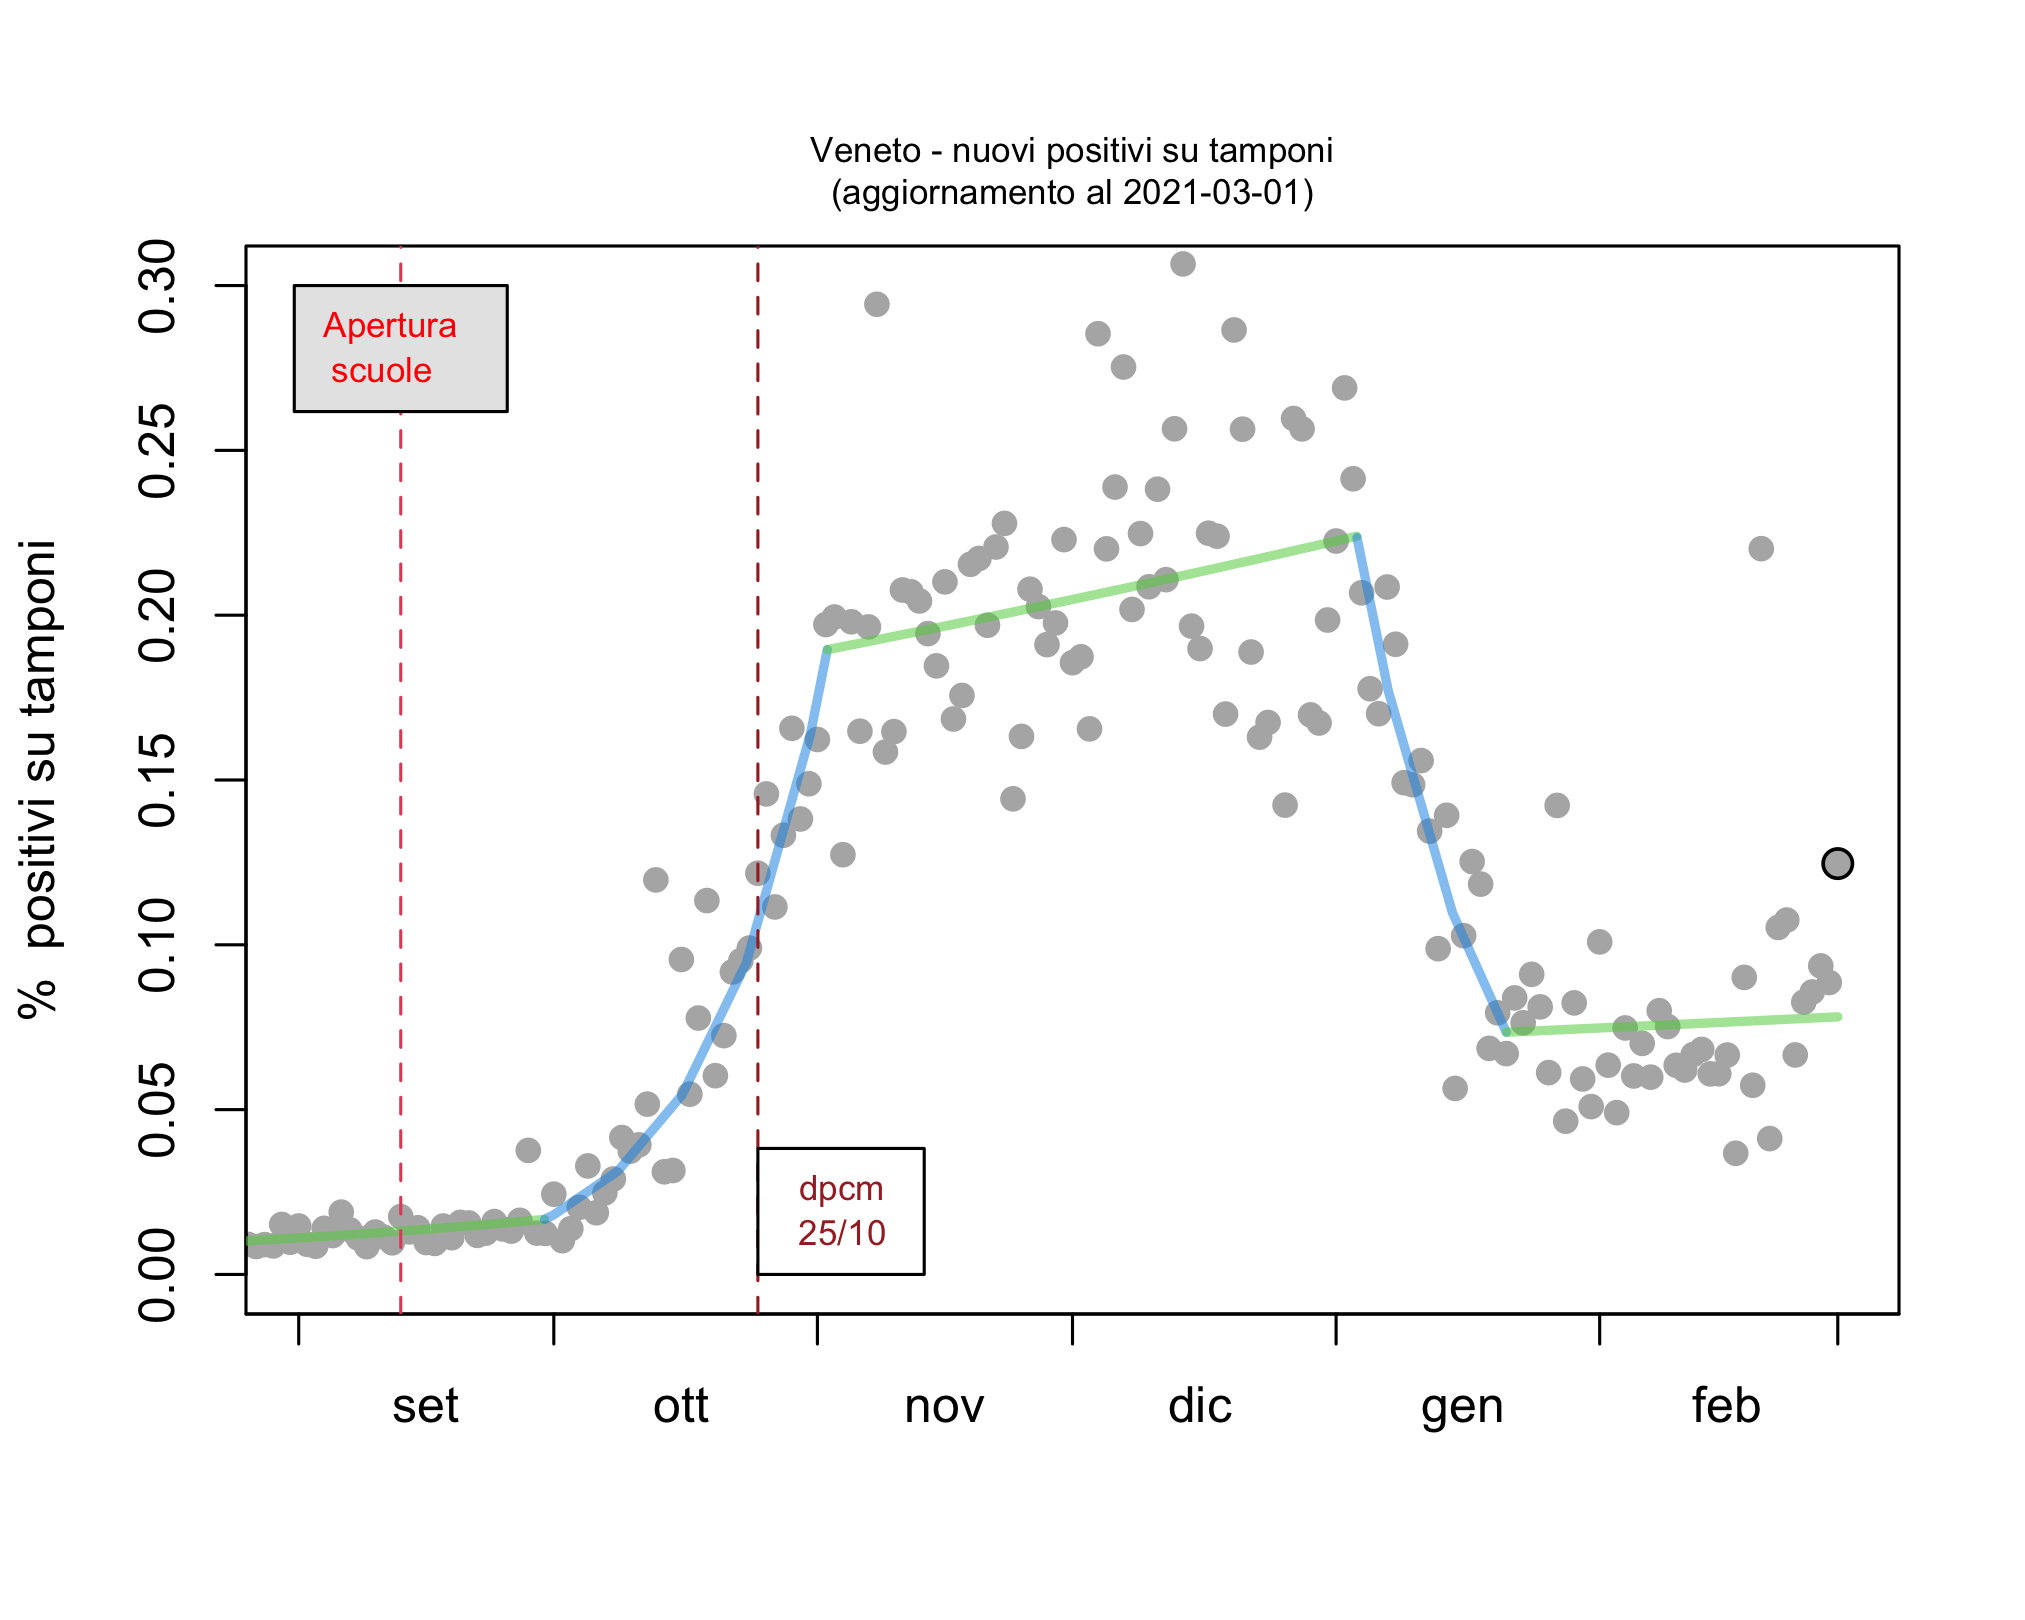 Veneto - nuovi positivi su tamponi
(aggiornamento al 2021-03-01)
% positivi su tamponi
0.30
0.25
0.20
0.15
0.10
0.05
0.00
Apertura
scuole
dpcm
25/10
set ott nov dic gen feb